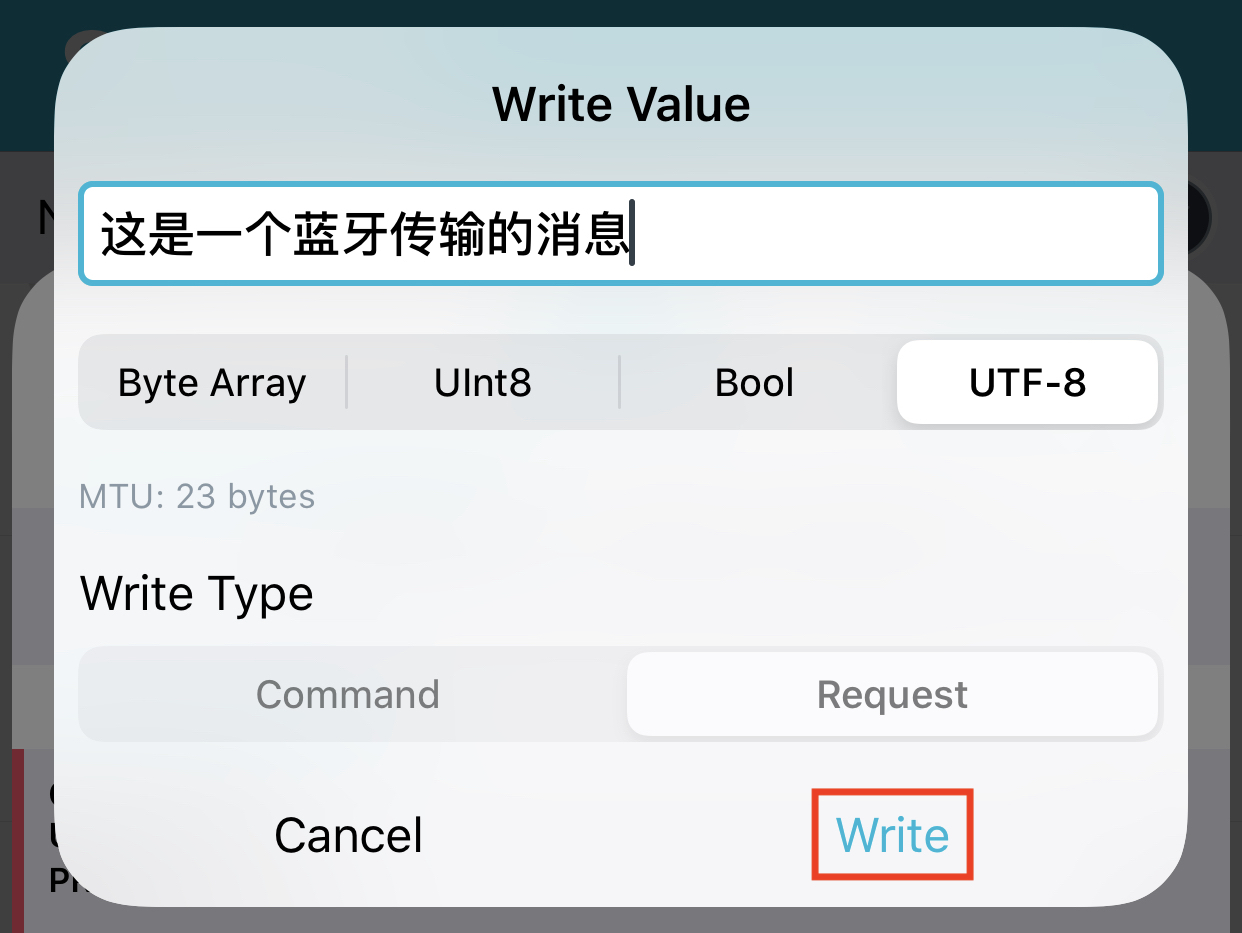 Write Value
这是一个蓝牙传输的消息
Byte Array UInt8 Bool UTF-8
MTU: 23 bytes
Write Type
Command Request
Cancel Write